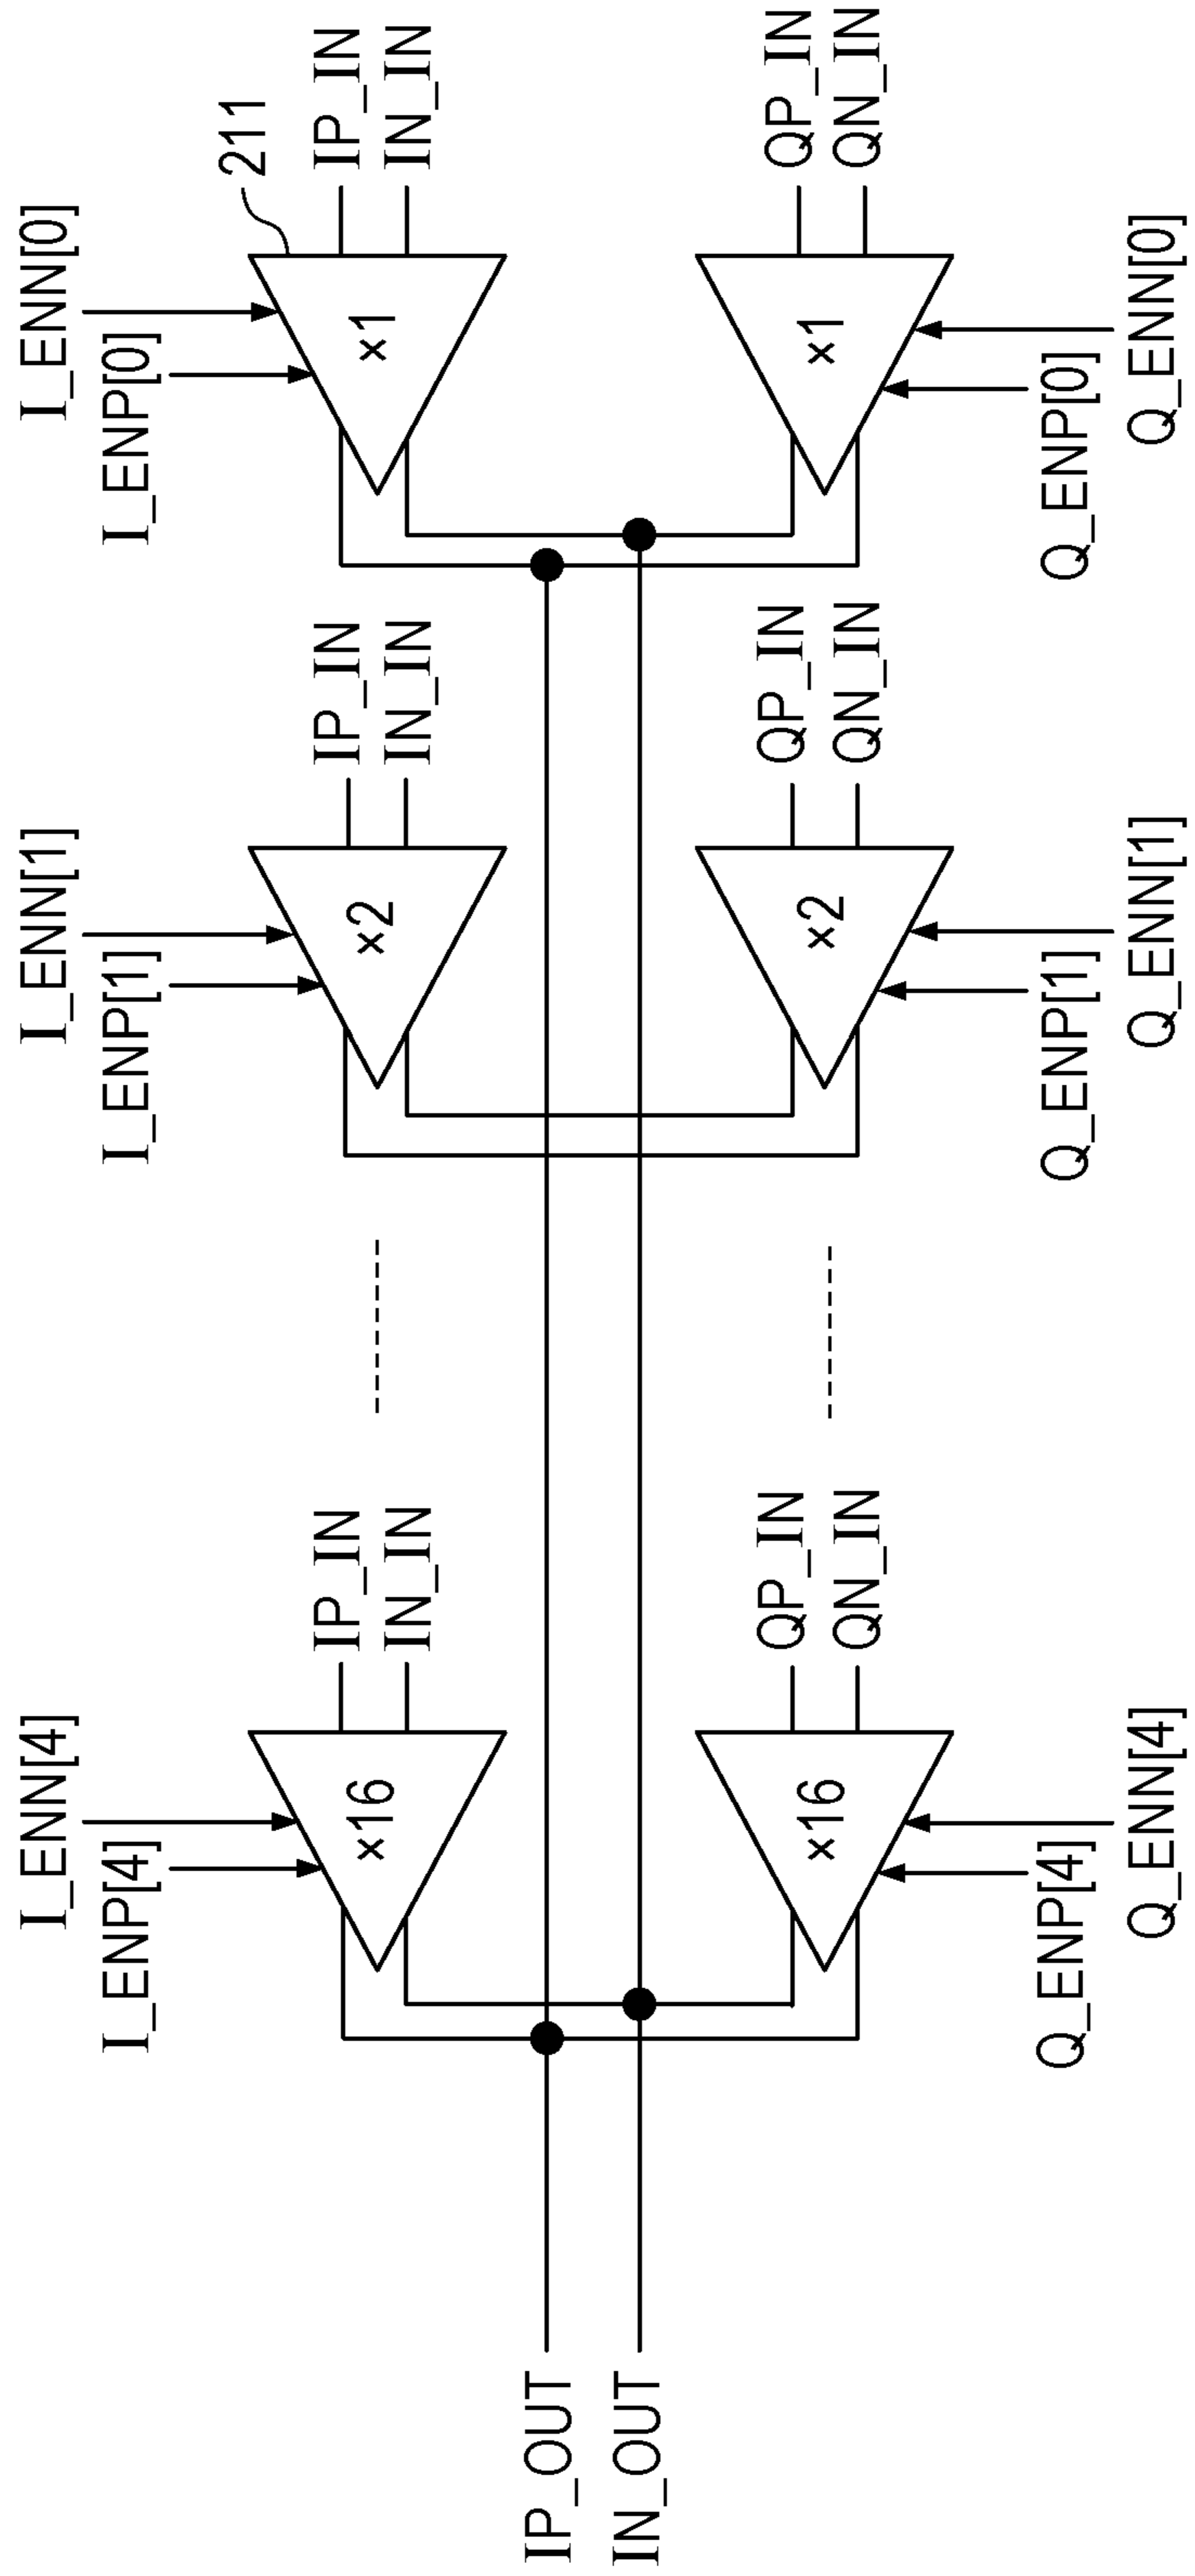 I_ENN[4]
I_ENP[4]
IP_IN
IN_IN
×16
QP_IN
QN_IN
×16
Q_ENP[4]
Q_ENN[4]
I_ENN[1]
I_ENP[1]
IP_IN
IN_IN
×2
QP_IN
QN_IN
×2
Q_ENP[1]
Q_ENN[1]
I_ENN[0]
I_ENP[0]
211
IP_IN
IN_IN
×1
QP_IN
QN_IN
×1
Q_ENP[0]
Q_ENN[0]
IP_OUT
IN_OUT